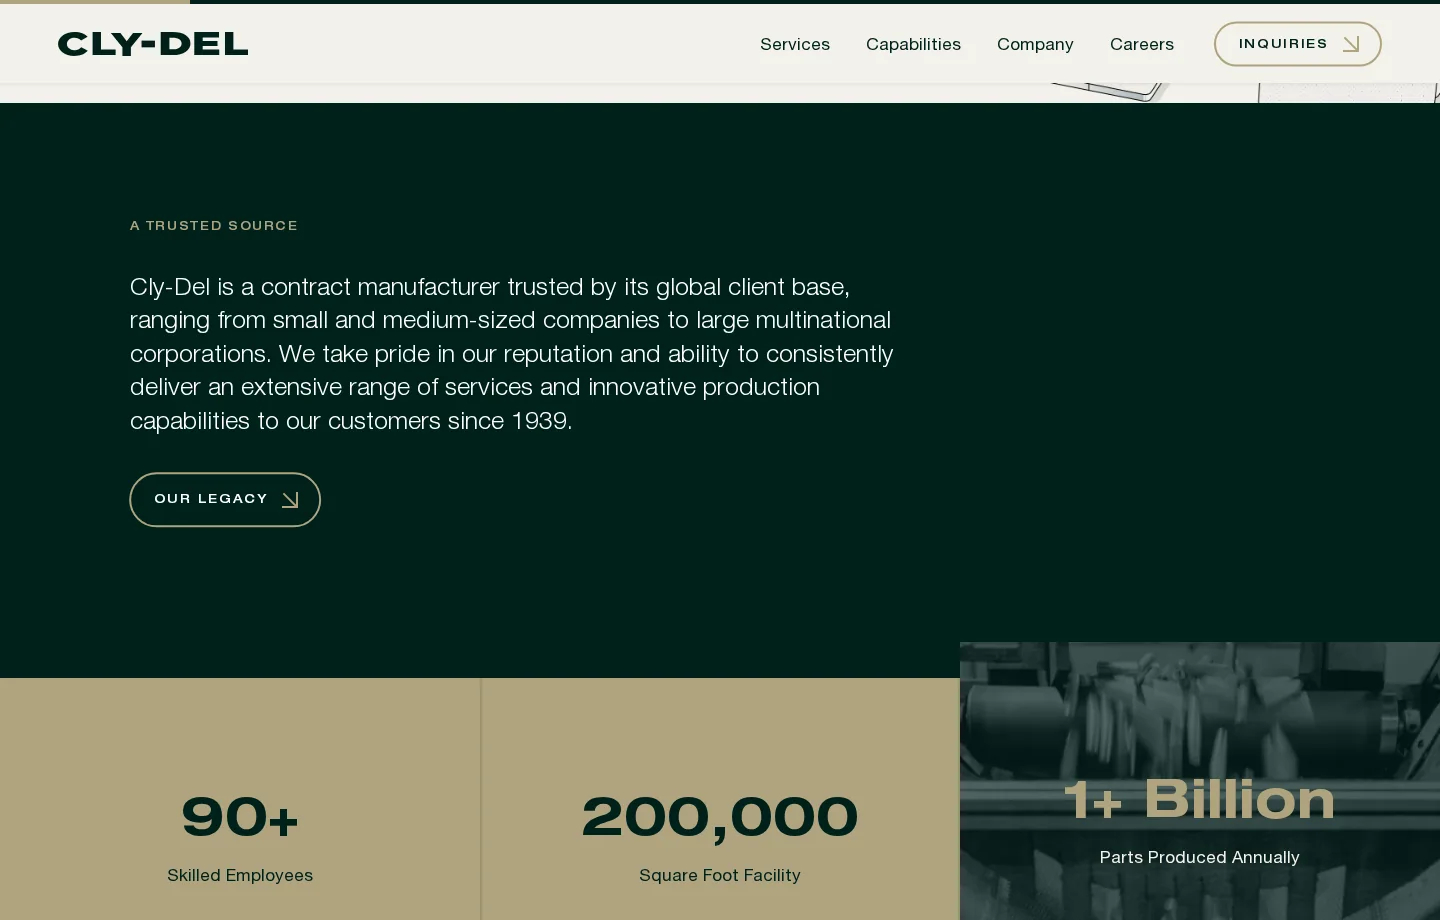 CLY-DEL
Services
Capabilities
Company
Careers
INQUIRIES
A TRUSTED SOURCE
Cly-Del is a contract manufacturer trusted by its global client base,
ranging from small and medium-sized companies to large multinational
corporations. We take pride in our reputation and ability to consistently
deliver an extensive range of services and innovative production
capabilities to our customers since 1939.
OUR LEGACY
90+
Skilled Employees
200,000
Square Foot Facility
1+ Billion
Parts Produced Annually